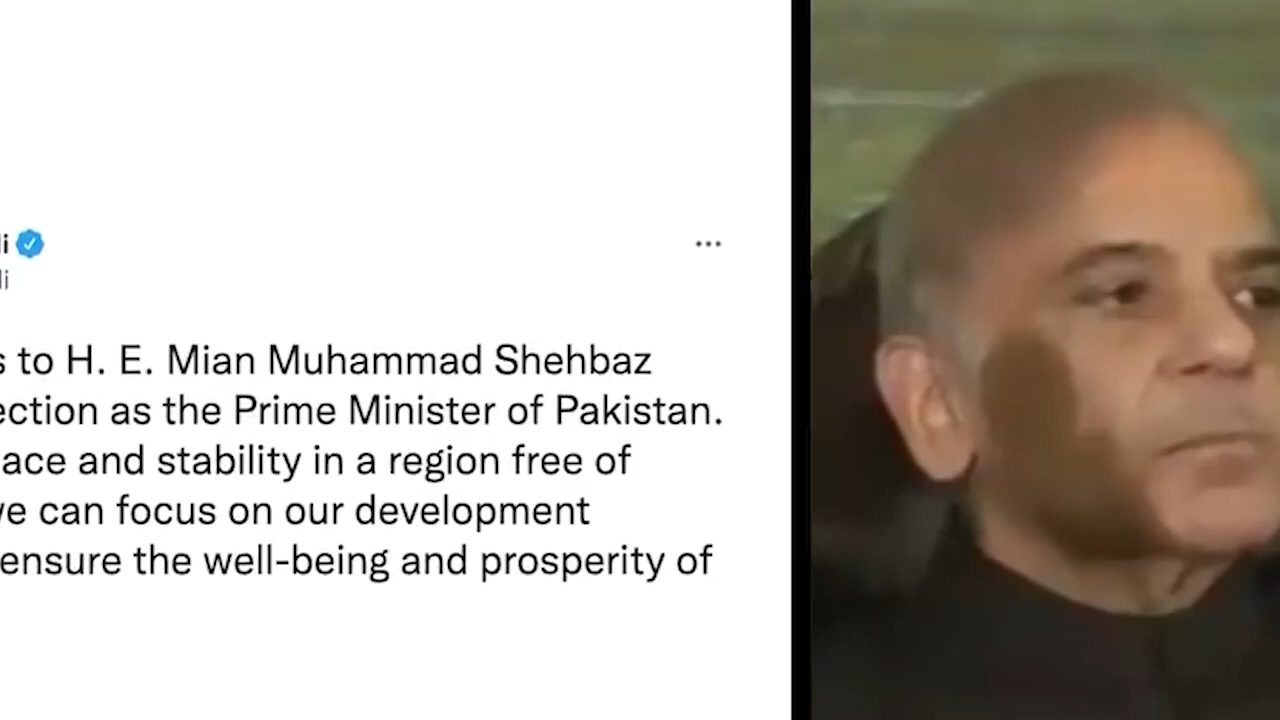 li
li
s to H. E. Mian Muhammad Shehbaz
ection as the Prime Minister of Pakistan.
ace and stability in a region free of
ve can focus on our development
ensure the well-being and prosperity of